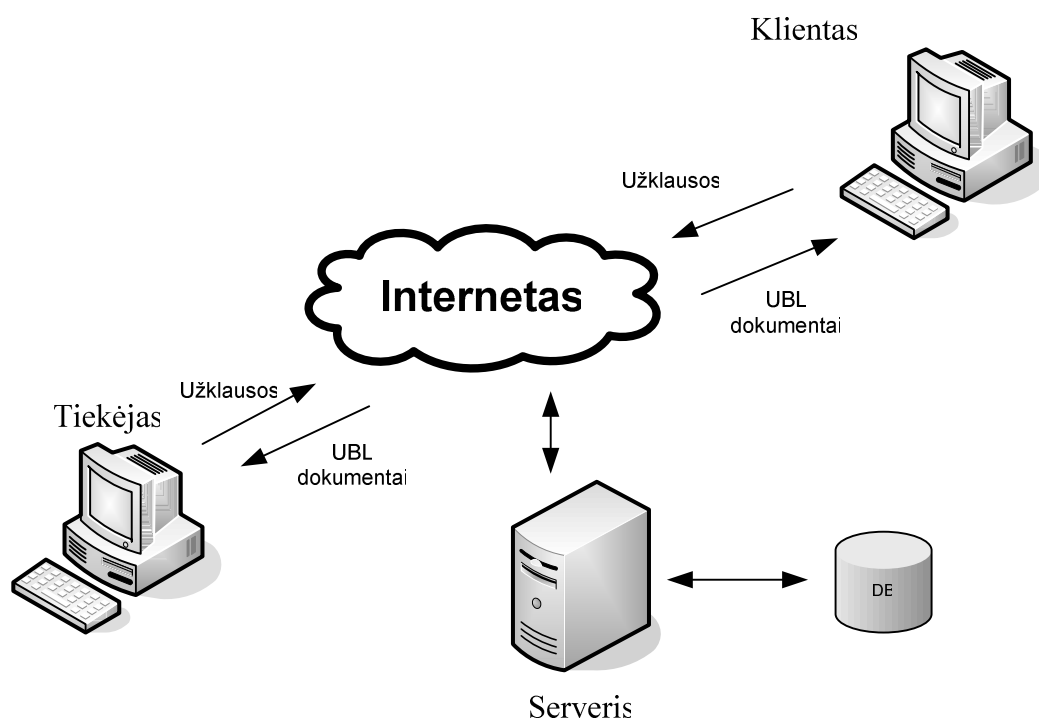 Klientas
Užklausos
Internetas
UBL
dokumentai
Užklausos
Tiekėjas
UBL
dokumentai
DB
Serveris